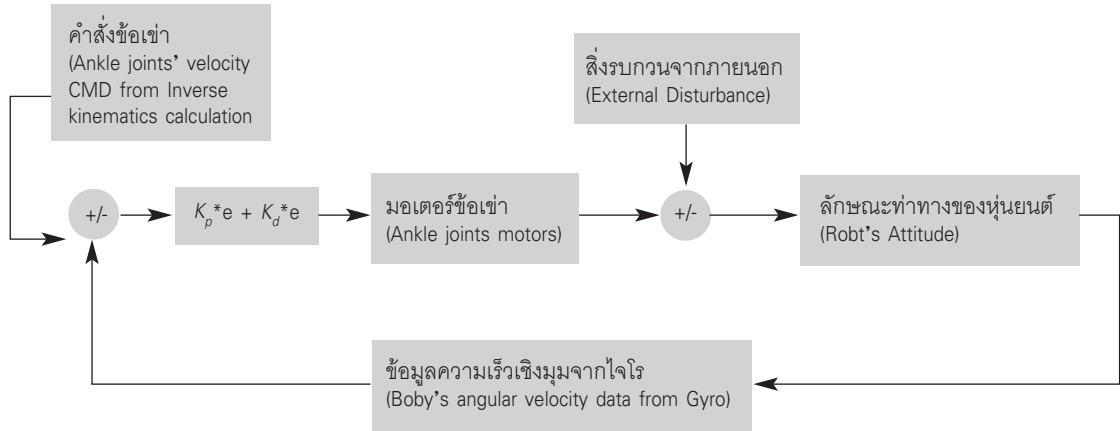 คำสั่งข้อเข่า
(Ankle joints’ velocity
CMD from Inverse
kinematics calculation
สิ่งรบกวนจากภายนอก
(External Disturbance)
+/-
Kp*e + Kd*e
มอเตอร์ข้อเข่า
(Ankle joints motors)
+/-
ลักษณะท่าทางของหุ่นยนต์
(Robt’s Attitude)
ข้อมูลความเร็วเชิงมุมจากไจโร
(Boby’s angular velocity data from Gyro)